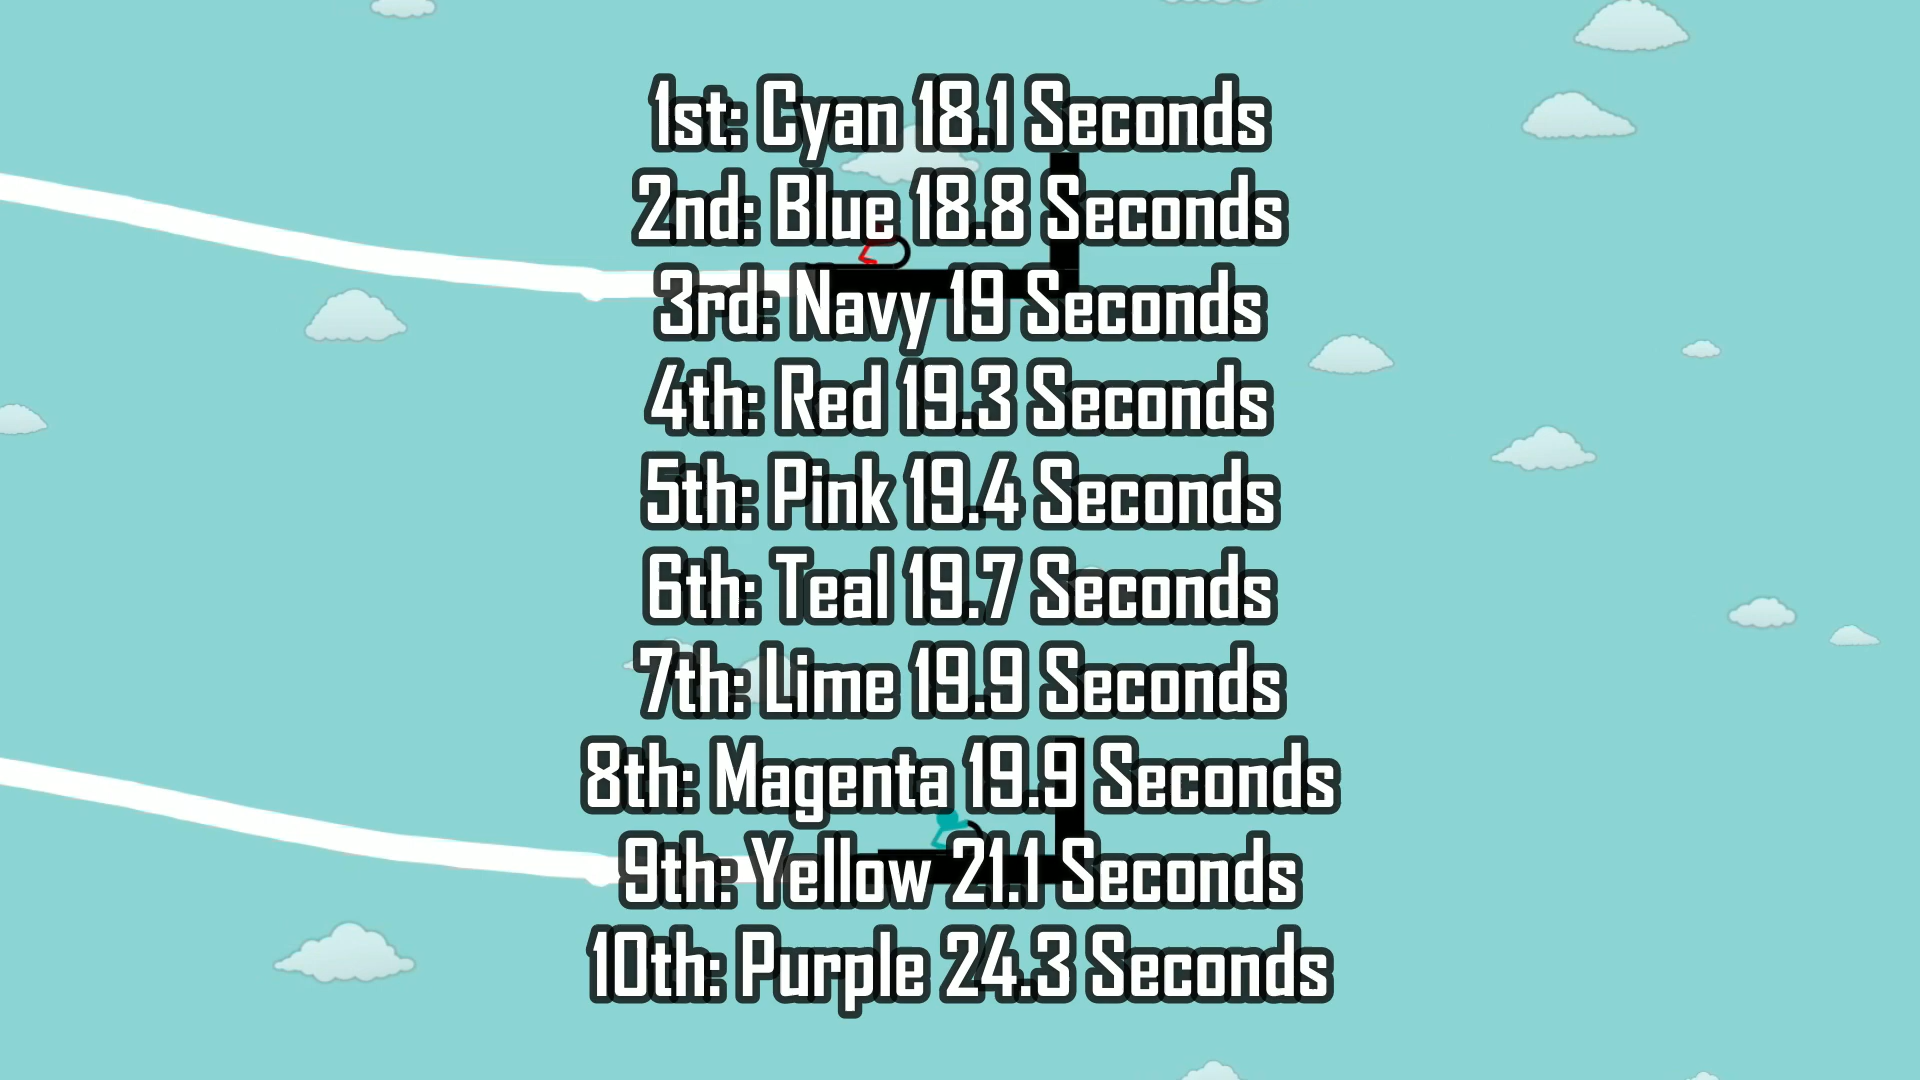 1st: Cyan 18.1 Seconds
2nd: Blue 18.8 Seconds
3rd: Navy 19 Seconds
4th: Red 19.3 Seconds
5th: Pink 19.4 Seconds
6th: Teal 19.7 Seconds
7th: Lime 19.9 Seconds
8th: Magenta 19.9 Seconds
9th: Yellow 21.1 Seconds
10th: Purple 24.3 Seconds